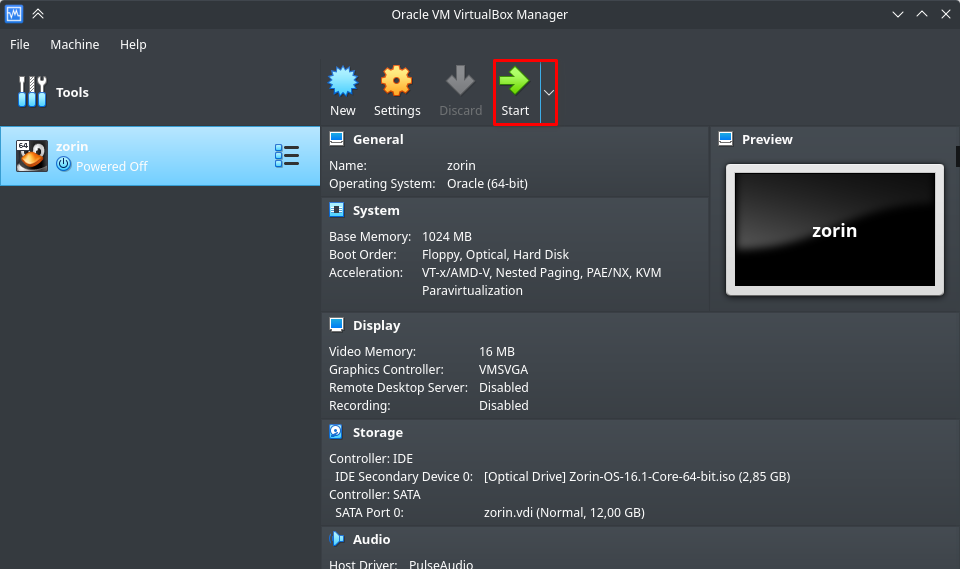 Oracle VM VirtualBox Manager
File Machine Help
Tools
New Settings Discard Start
64
zorin
Powered Off
General
Name: zorin
Operating System: Oracle (64-bit)
Preview
zorin
System
Base Memory: 1024 MB
Boot Order: Floppy, Optical, Hard Disk
Acceleration: VT-x/AMD-V, Nested Paging, PAE/NX, KVM
Paravirtualization
Display
Video Memory: 16 MB
Graphics Controller: VMSVGA
Remote Desktop Server: Disabled
Recording: Disabled
Storage
Controller: IDE
IDE Secondary Device 0: [Optical Drive] Zorin-OS-16.1-Core-64-bit.iso (2,85 GB)
Controller: SATA
SATA Port 0: zorin.vdi (Normal, 12,00 GB)
Audio
Host Driver: PulseAudio